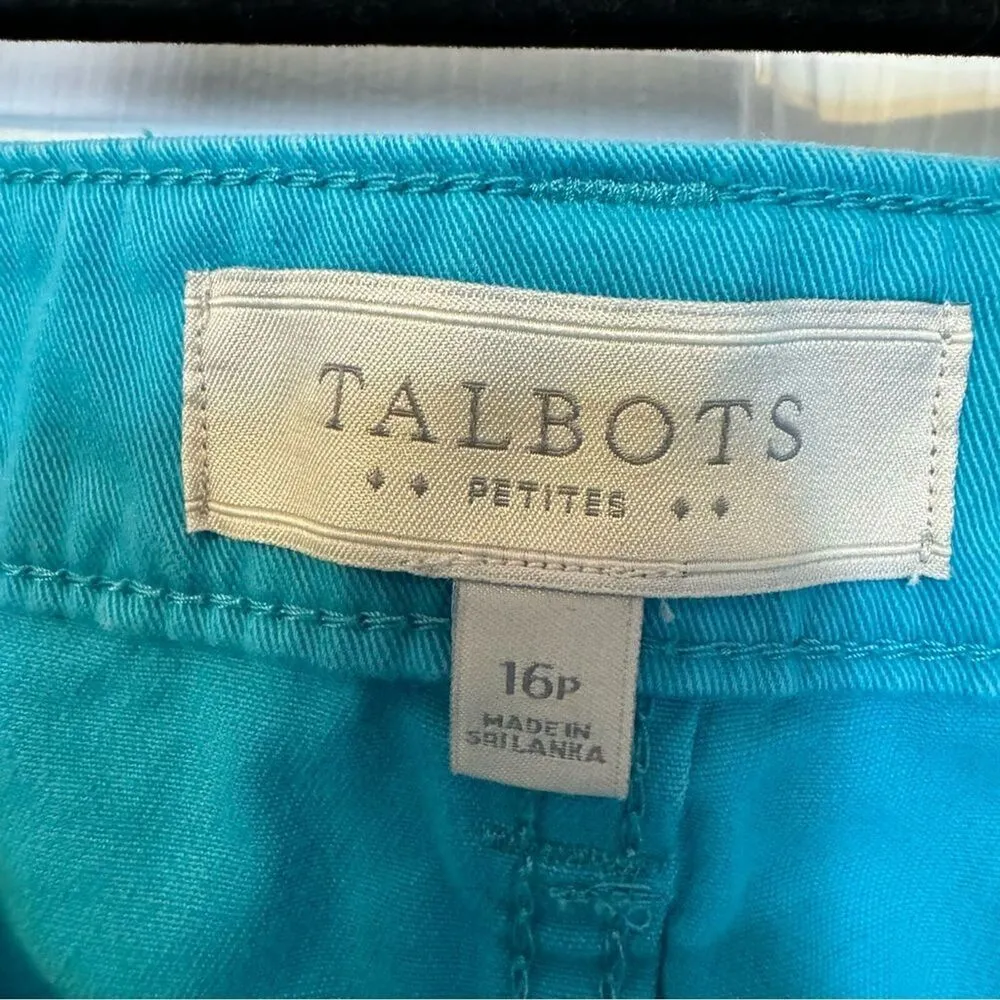 TALBOTS
PETITES
16P
MADE IN
SRI LANKA